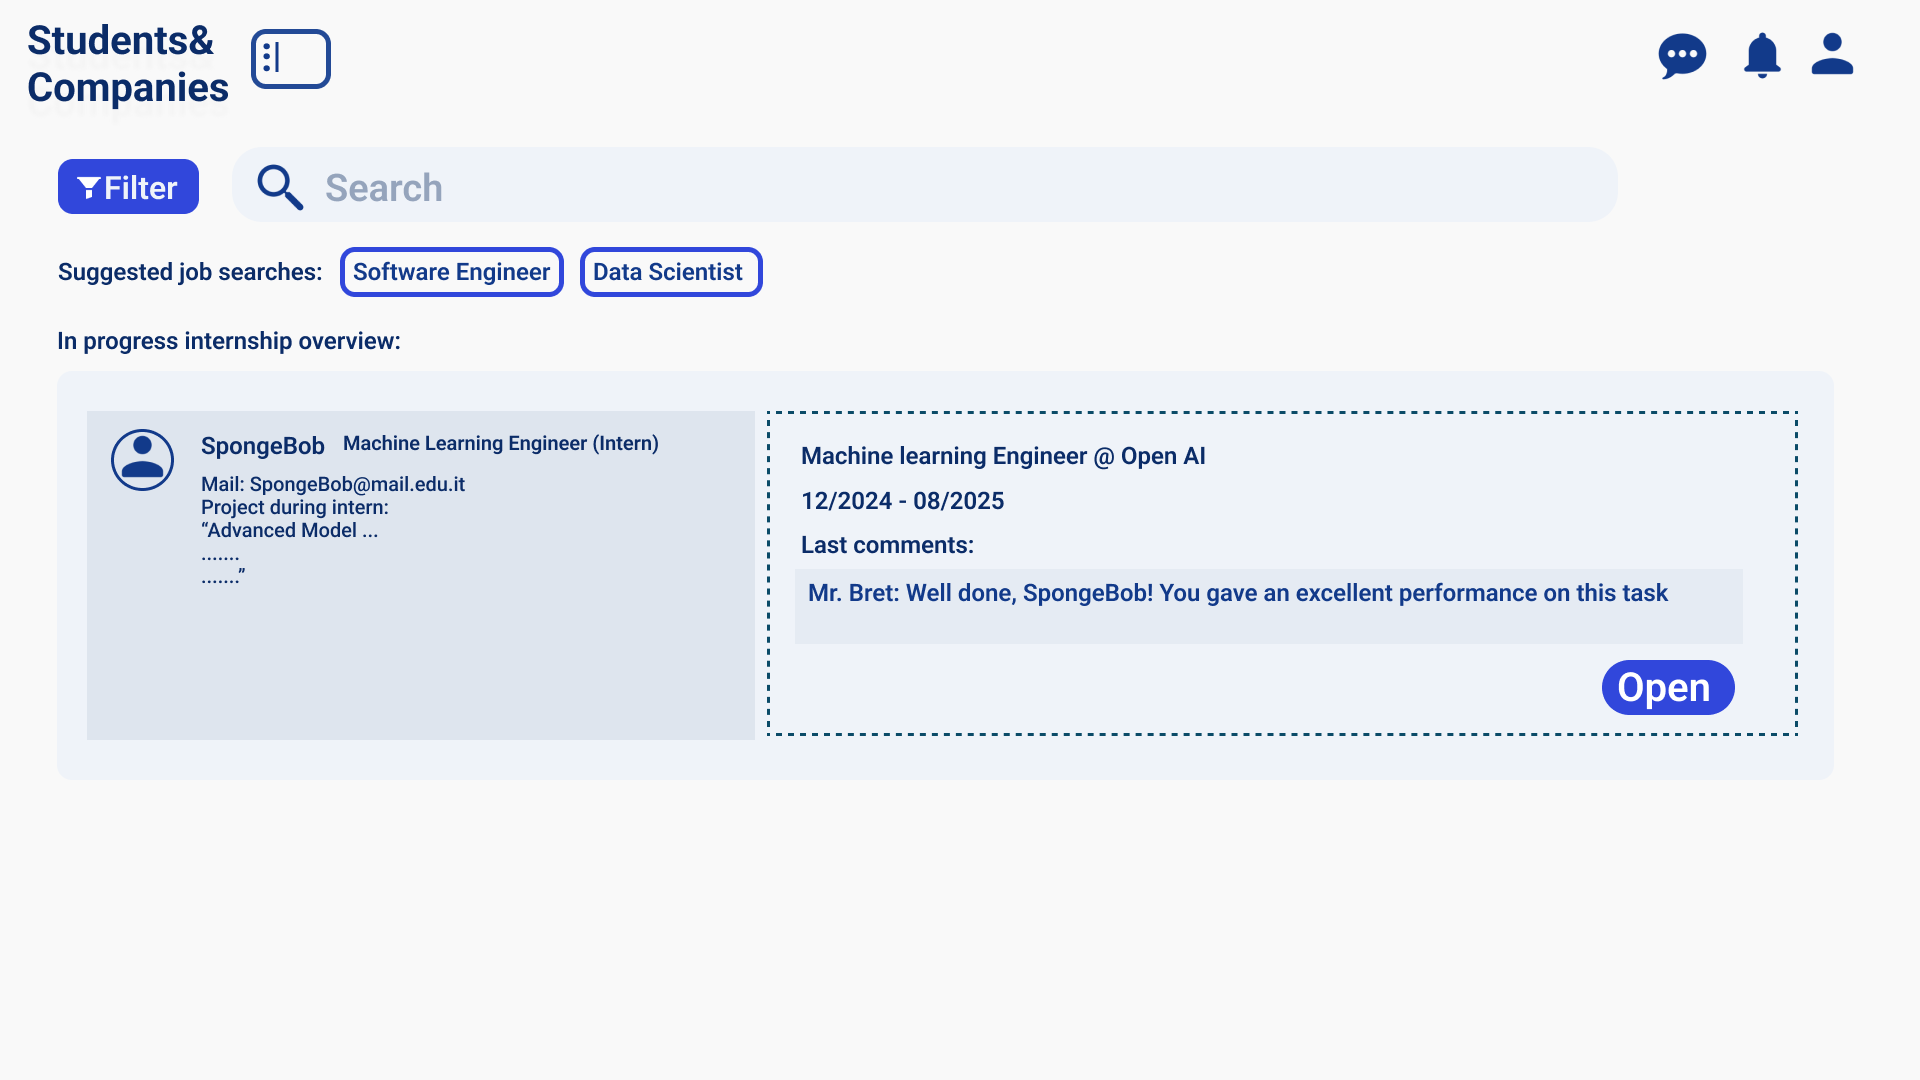 Students&
Companies
Filter
Search
Suggested job searches:
Software Engineer
Data Scientist
In progress internship overview:
SpongeBob
Machine Learning Engineer (Intern)
Mail: SpongeBob@mail.edu.it
Project during intern:
“Advanced Model ...
.......
.......”
Machine learning Engineer @ Open AI
12/2024 - 08/2025
Last comments:
Mr. Bret: Well done, SpongeBob! You gave an excellent performance on this task
Open